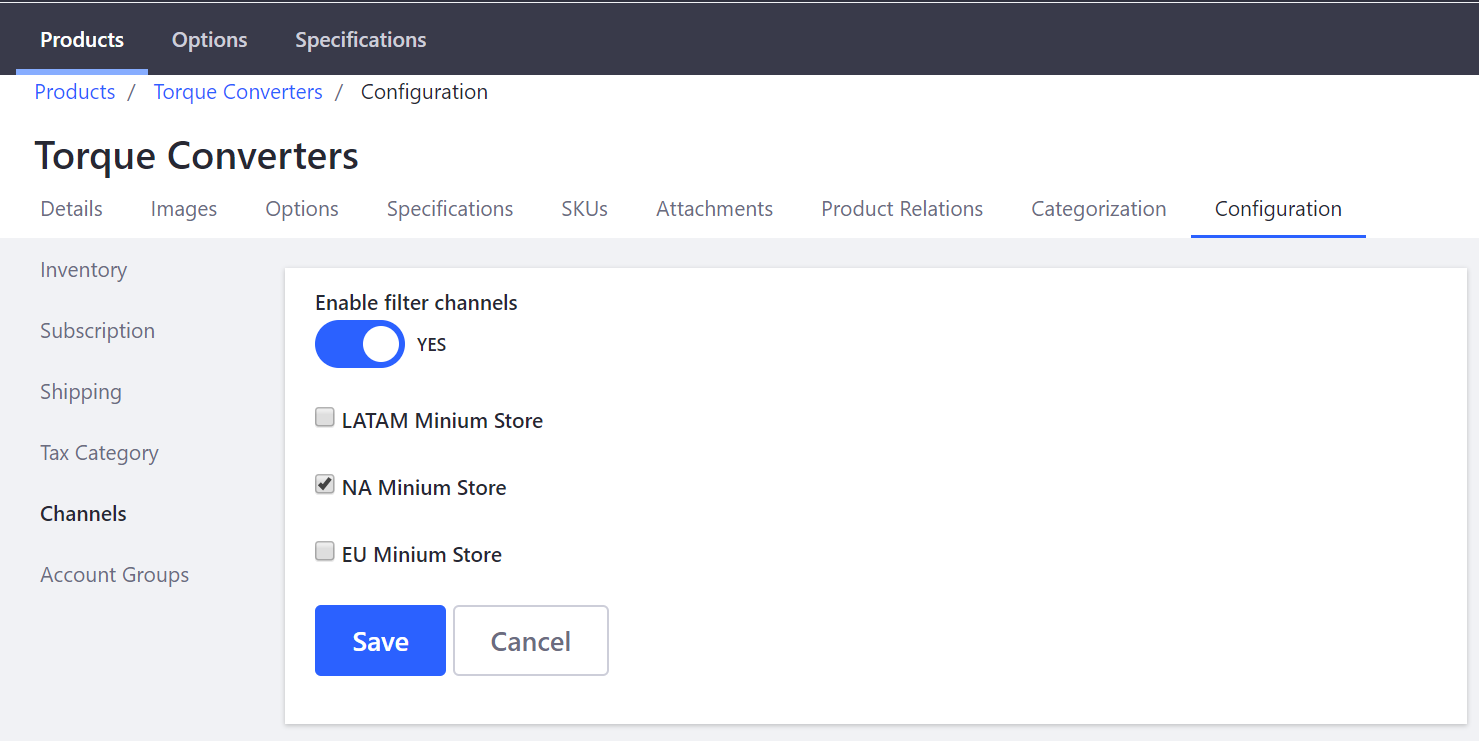 Products Options Specifications
Products / Torque Converters / Configuration
Torque Converters
Details Images Options Specifications SKUs Attachments Product Relations Categorization Configuration
Inventory
Subscription
Shipping
Tax Category
Channels
Account Groups
Enable filter channels
YES
LATAM Minium Store
NA Minium Store
EU Minium Store
Save Cancel